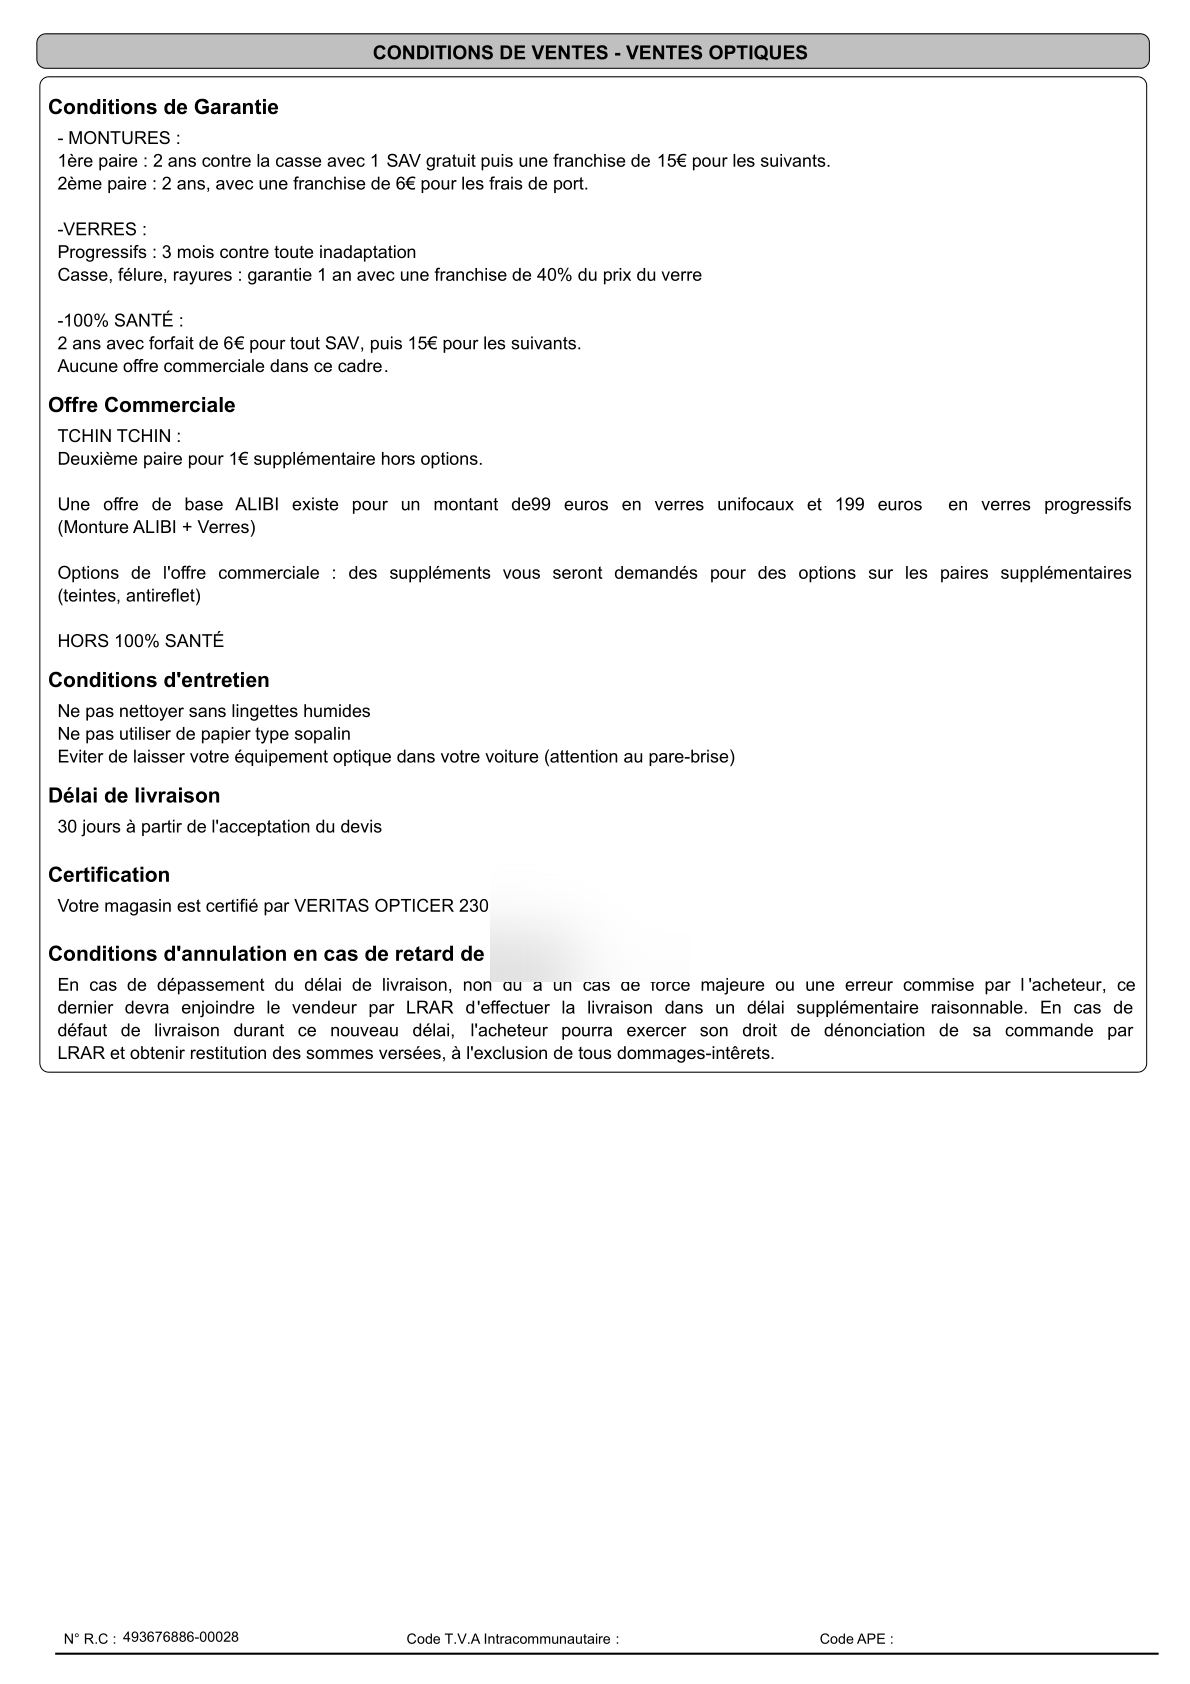 CONDITIONS DE VENTES - VENTES OPTIQUES
Conditions de Garantie
- MONTURES :
1ère paire : 2 ans contre la casse avec 1 SAV gratuit puis une franchise de 15€ pour les suivants.
2ème paire : 2 ans, avec une franchise de 6€ pour les frais de port.
-VERRES :
Progressifs : 3 mois contre toute inadaptation
Casse, félure, rayures : garantie 1 an avec une franchise de 40% du prix du verre
-100% SANTÉ :
2 ans avec forfait de 6€ pour tout SAV, puis 15€ pour les suivants.
Aucune offre commerciale dans ce cadre.
Offre Commerciale
TCHIN TCHIN :
Deuxième paire pour 1€ supplémentaire hors options.
Une offre de base ALIBI existe pour un montant de99 euros en verres unifocaux et 199 euros en verres progressifs
(Monture ALIBI + Verres)
Options de l'offre commerciale : des suppléments vous seront demandés pour des options sur les paires supplémentaires
(teintes, antireflet)
HORS 100% SANTÉ
Conditions d'entretien
Ne pas nettoyer sans lingettes humides
Ne pas utiliser de papier type sopalin
Eviter de laisser votre équipement optique dans votre voiture (attention au pare-brise)
Délai de livraison
30 jours à partir de l'acceptation du devis
Certification
Votre magasin est certifié par VERITAS OPTICER 230
Conditions d'annulation en cas de retard de
En cas de dépassement du délai de livraison, non dû à un cas de force majeure ou une erreur commise par l'acheteur, ce
dernier devra enjoindre le vendeur par LRAR d'effectuer la livraison dans un délai supplémentaire raisonnable. En cas de
défaut de livraison durant ce nouveau délai, l'acheteur pourra exercer son droit de dénonciation de sa commande par
LRAR et obtenir restitution des sommes versées, à l'exclusion de tous dommages-intêrets.
N° R.C : 493676886-00028 Code T.V.A Intracommunautaire : Code APE :